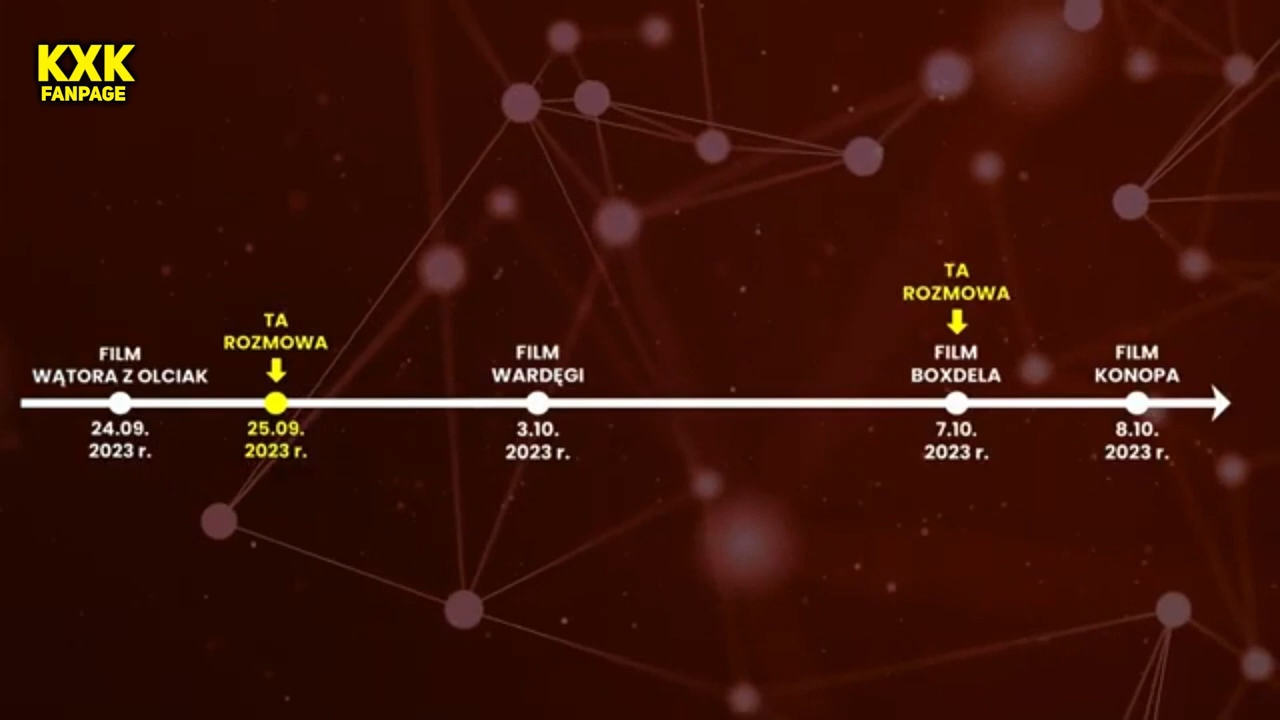 KXK
FANPAGE
FILM
WĄTORA Z OLCIAK
24.09.
2023 r.
TA
ROZMOWA
25.09.
2023 r.
FILM
WARDĘGI
3.10.
2023 r.
TA
ROZMOWA
FILM
BOXDELA
7.10.
2023 r.
FILM
KONOPA
8.10.
2023 r.